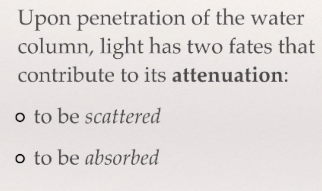 Upon penetration of the water
column, light has two fates that
contribute to its attenuation:
o to be scattered
o to be absorbed